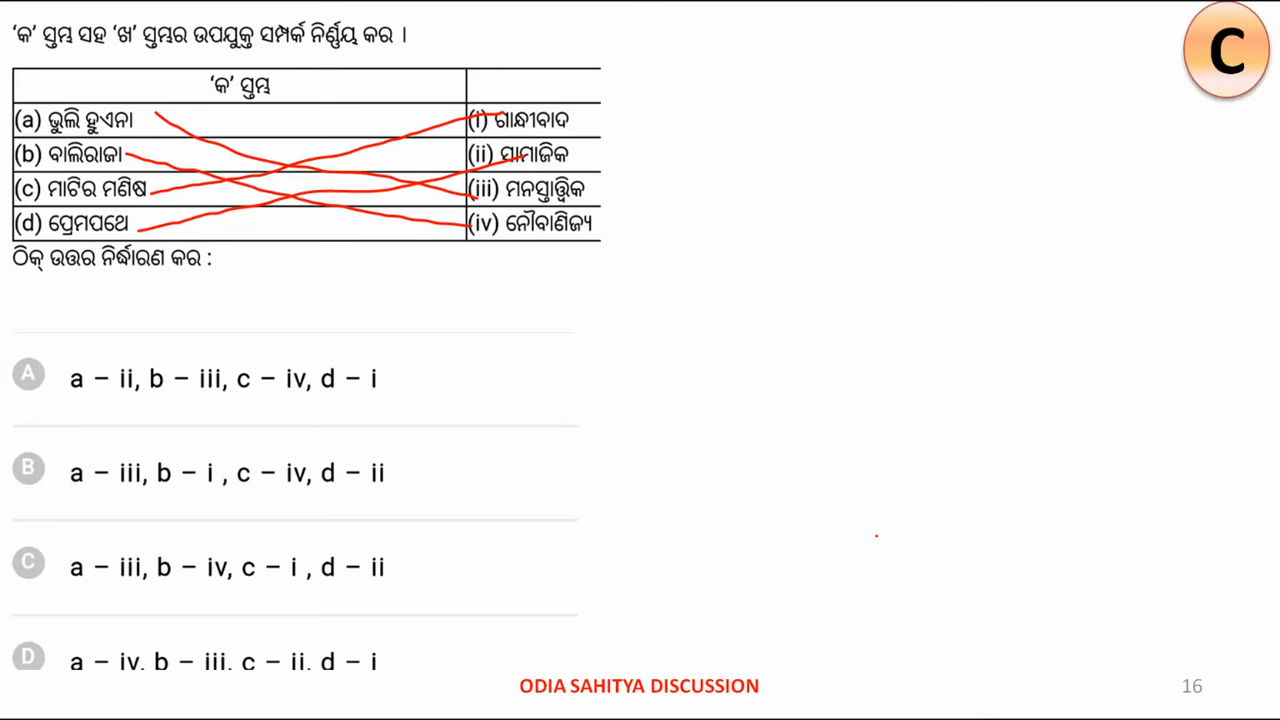 ‘କ’ ସ୍ତମ୍ଭ ସହ ‘ଖ’ ସ୍ତମ୍ଭର ଉପଯୁକ୍ତ ସମ୍ପର୍କ ନିର୍ଣ୍ଣୟ କର ।
C
‘କ’ ସ୍ତମ୍ଭ
(a) ଭୁଲି ହୁଏନା (i) ଗାନ୍ଧୀବାଦ
(b) ବାଲିରାଜା (ii) ସାମାଜିକ
(c) ମାଟିର ମଣିଷ (iii) ମନସ୍ତାତ୍ତ୍ୱିକ
(d) ପ୍ରେମପଥେ (iv) ନୌବାଣିଜ୍ୟ
ଠିକ୍ ଉତ୍ତର ନିର୍ଦ୍ଧାରଣ କର :
A a – ii, b – iii, c – iv, d – i
B a – iii, b – i , c – iv, d – ii
C a – iii, b – iv, c – i , d – ii
D a – iv, b – iii, c – ii, d – i
ODIA SAHITYA DISCUSSION 16